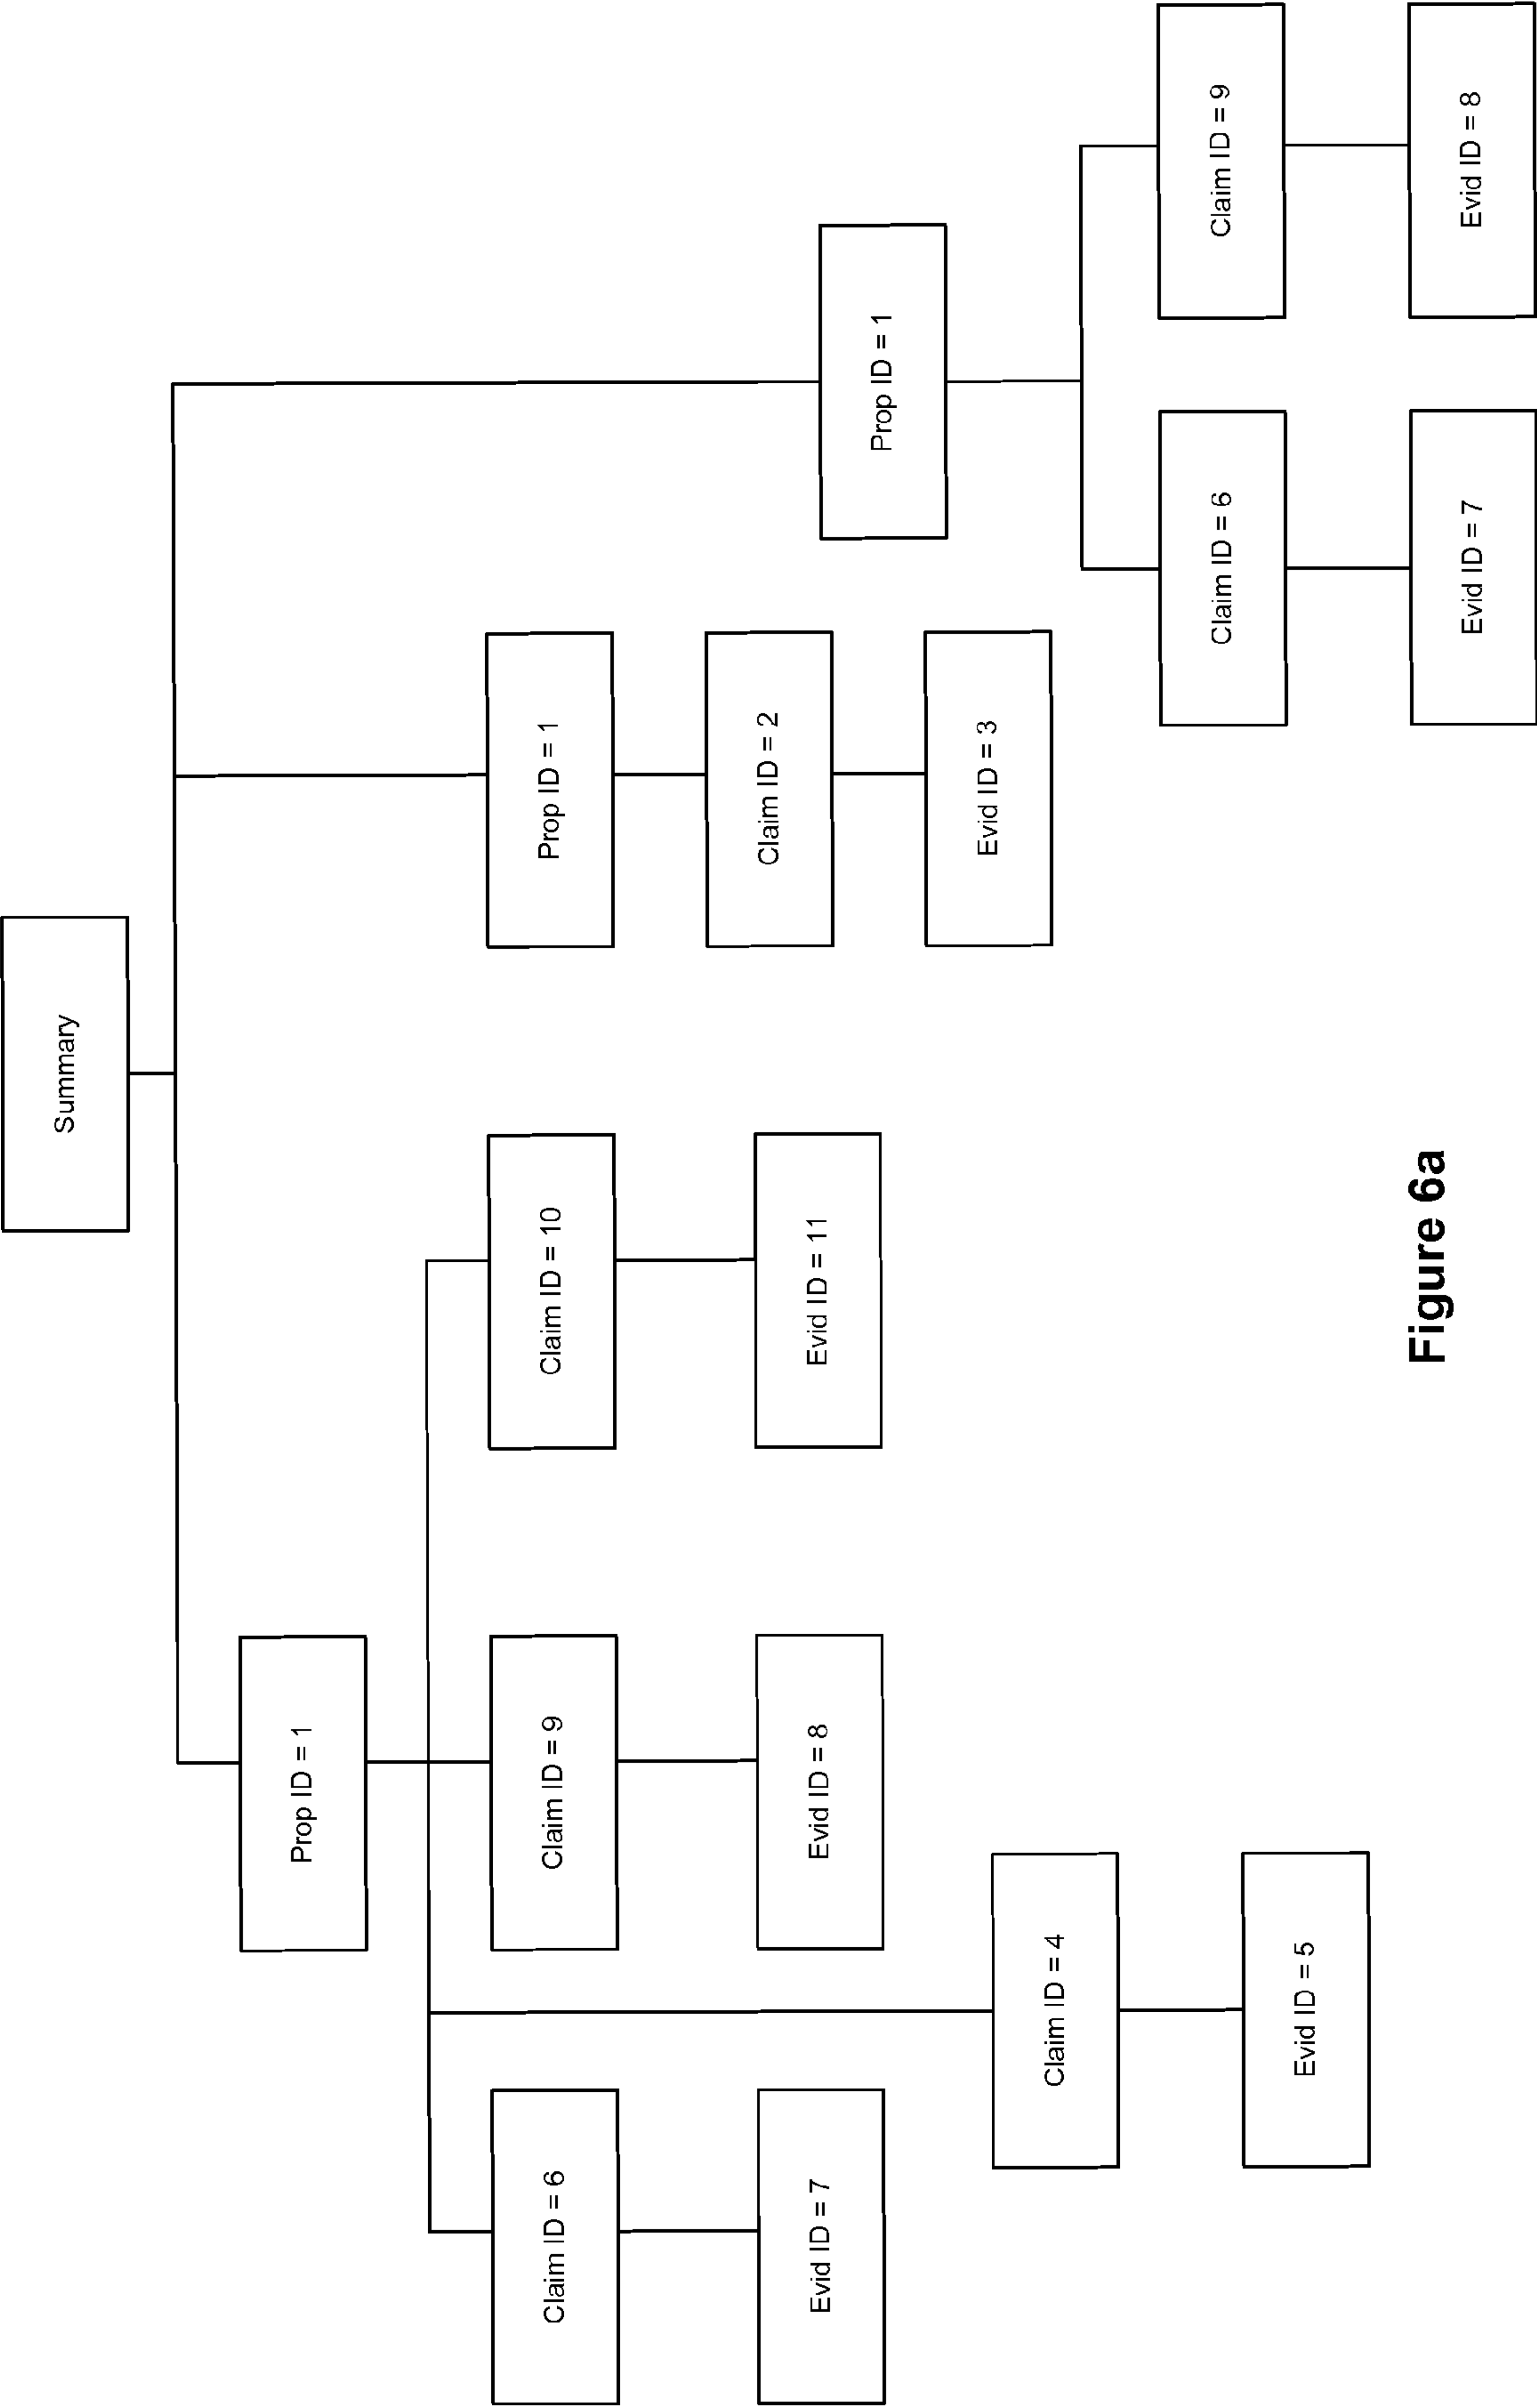 Summary
Prop ID = 1
Claim ID = 6
Evid ID = 7
Claim ID = 4
Evid ID = 5
Claim ID = 9
Evid ID = 8
Claim ID = 10
Evid ID = 11
Prop ID = 1
Claim ID = 2
Evid ID = 3
Prop ID = 1
Claim ID = 6
Evid ID = 7
Claim ID = 9
Evid ID = 8
Figure 6a